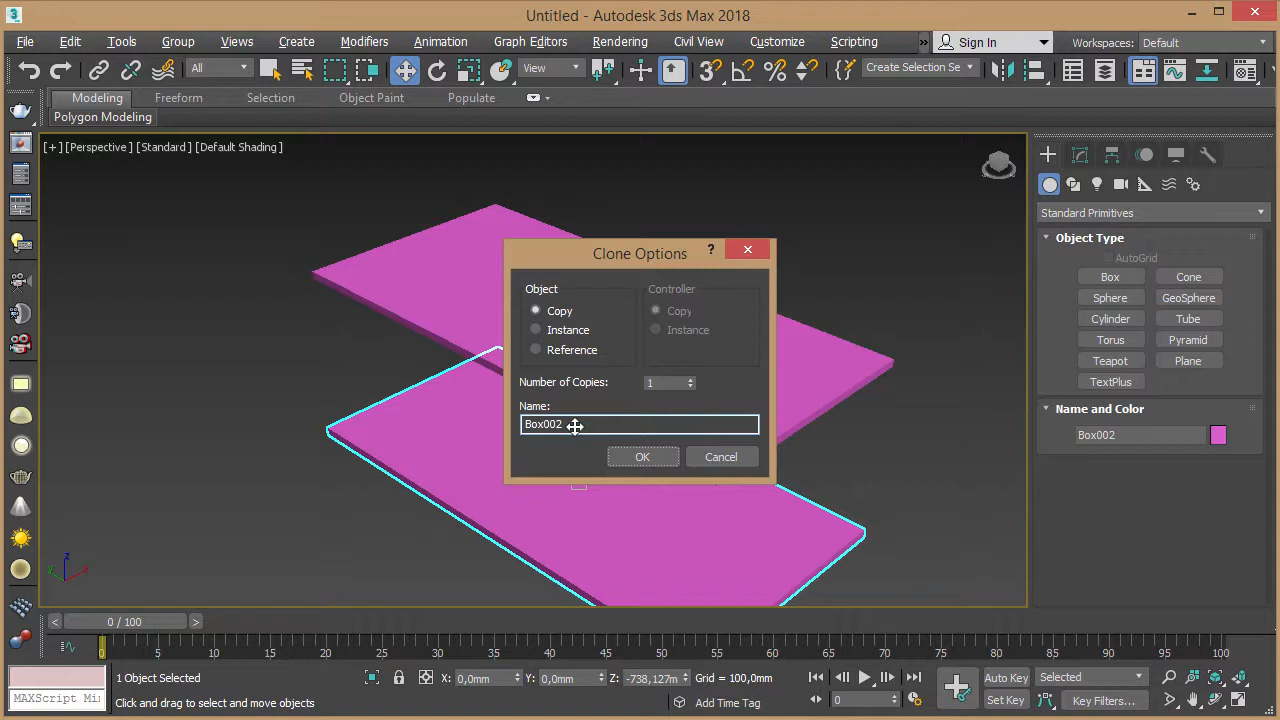 Untitled - Autodesk 3ds Max 2018
File Edit Tools Group Views Create Modifiers Animation Graph Editors Rendering Civil View Customize Scripting » Sign In Workspaces: Default
All View Create Selection Se
Modeling Freeform Selection Object Paint Populate
Polygon Modeling
[+] [Perspective] [Standard] [Default Shading]
Standard Primitives
Object Type
AutoGrid
Box Cone
Sphere GeoSphere
Cylinder Tube
Torus Pyramid
Teapot Plane
TextPlus
Name and Color
Box002
Clone Options ?
Object Controller
Copy Copy
Instance Instance
Reference
Number of Copies: 1
Name:
Box002
OK Cancel
z
y x
< 0 / 100 >
0 5 10 15 20 25 30 35 40 45 50 55 60 65 70 75 80 85 90 95 100
1 Object Selected X: 0,0mm Y: 0,0mm Z: -738,127m Grid = 100,0mm Auto Key Selected
MAXScript Mi Click and drag to select and move objects Add Time Tag 0 Set Key Key Filters...